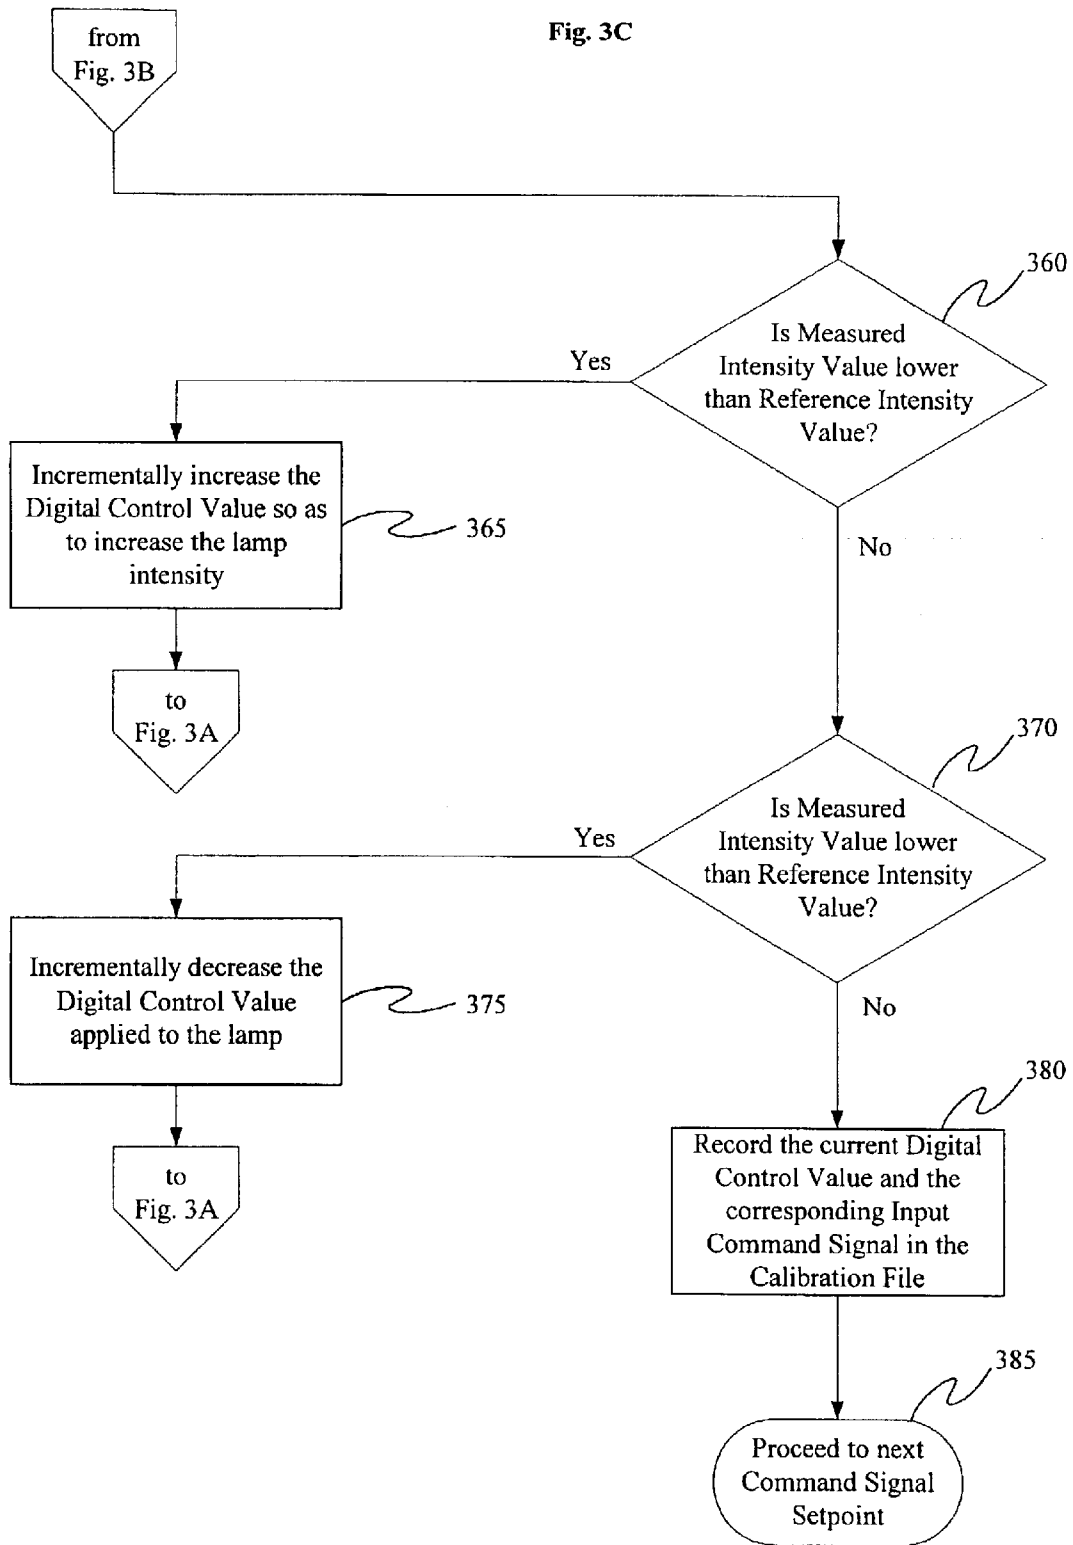 Fig. 3C
from
Fig. 3B
360
Is Measured
Intensity Value lower
than Reference Intensity
Value?
Yes
Incrementally increase the
Digital Control Value so as
to increase the lamp
intensity
365
No
to
Fig. 3A
370
Is Measured
Intensity Value lower
than Reference Intensity
Value?
Yes
Incrementally decrease the
Digital Control Value
applied to the lamp
375
No
to
Fig. 3A
380
Record the current Digital
Control Value and the
corresponding Input
Command Signal in the
Calibration File
385
Proceed to next
Command Signal
Setpoint